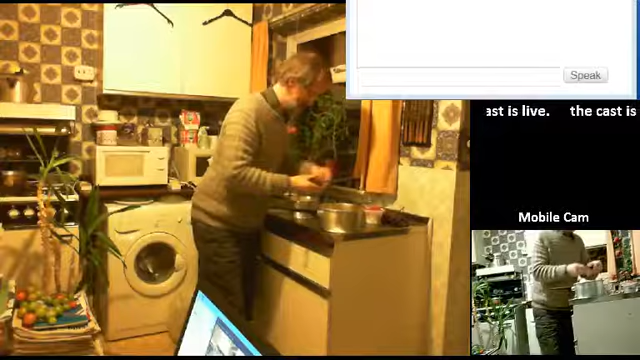 Speak
ast is live. the cast is
Mobile Cam